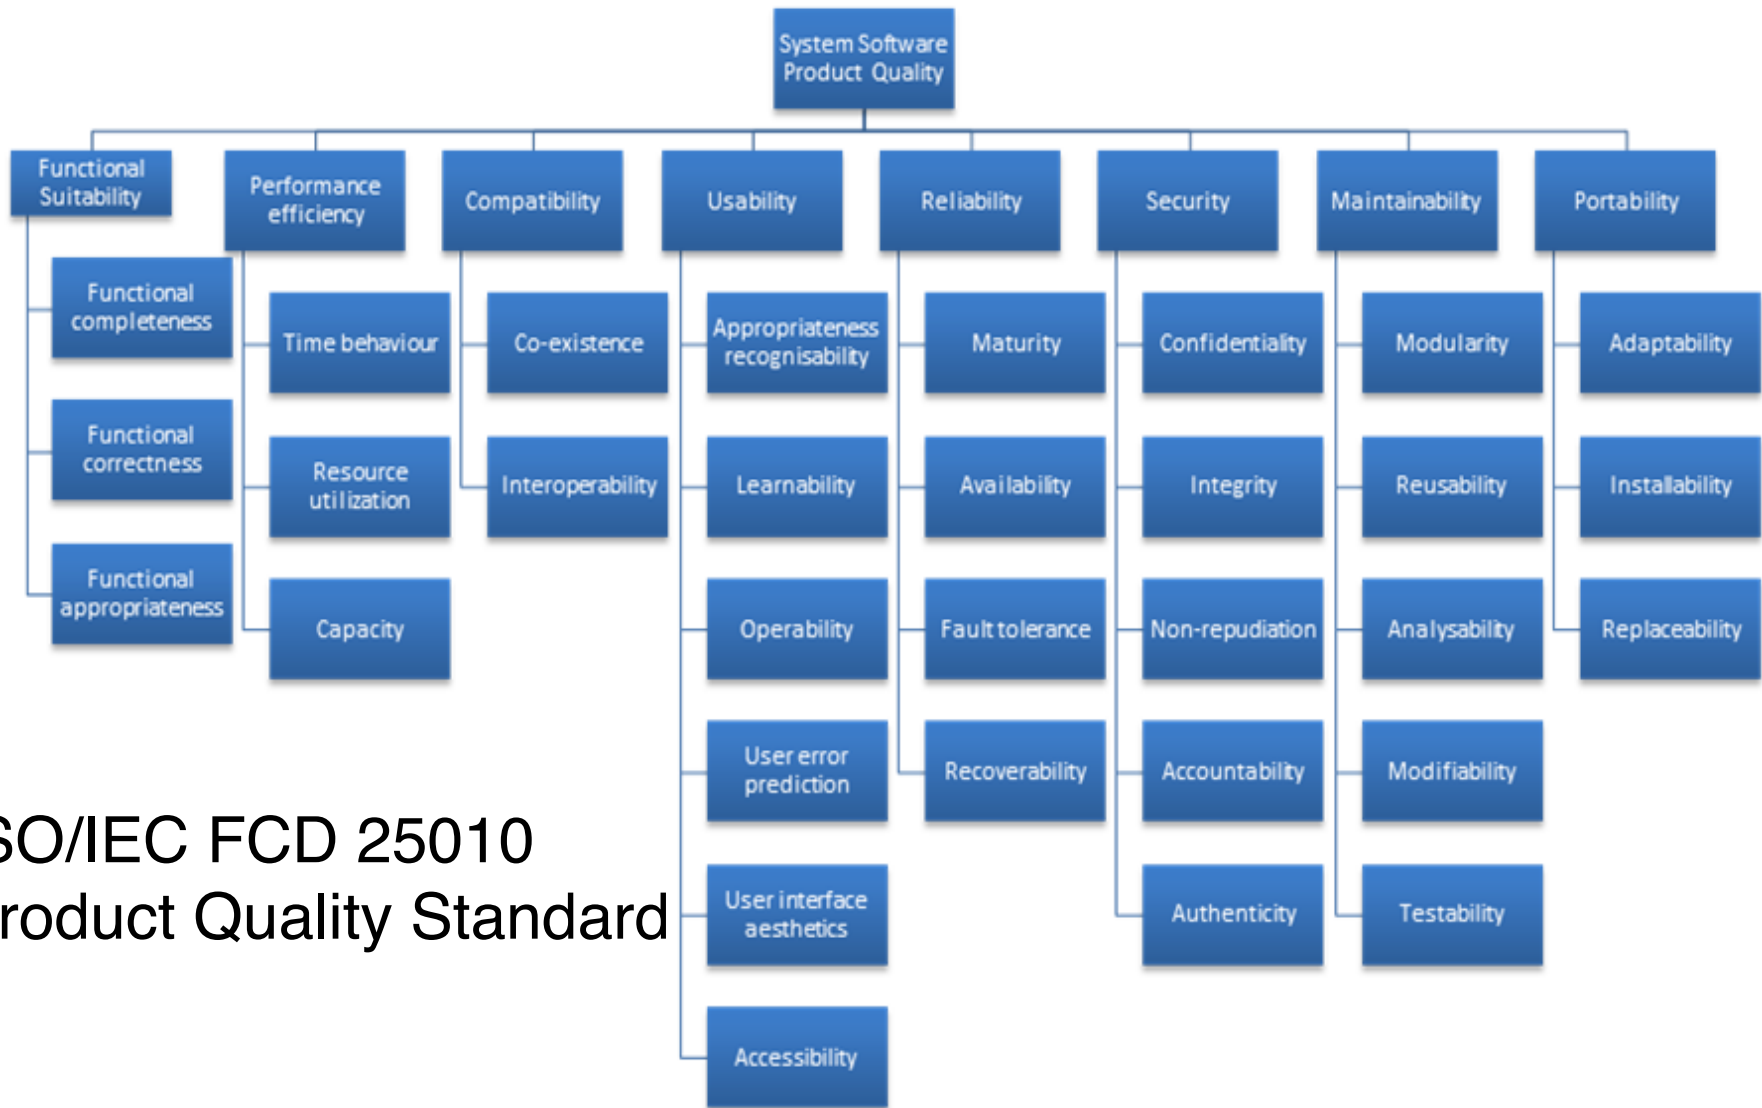 System Software
Product Quality
Functional
Suitability
Functional
completeness
Functional
correctness
Functional
appropriateness
Performance
efficiency
Time behaviour
Resource
utilization
Capacity
Compatibility
Co-existence
Interoperability
Usability
Appropriateness
recognisability
Learnability
Operability
User error
prediction
User interface
aesthetics
Accessibility
Reliability
Maturity
Availability
Fault tolerance
Recoverability
Security
Confidentiality
Integrity
Non-repudiation
Accountability
Authenticity
Maintainability
Modularity
Reusability
Analysability
Modifiability
Testability
Portability
Adaptability
Installability
Replaceability
SO/IEC FCD 25010
roduct Quality Standard